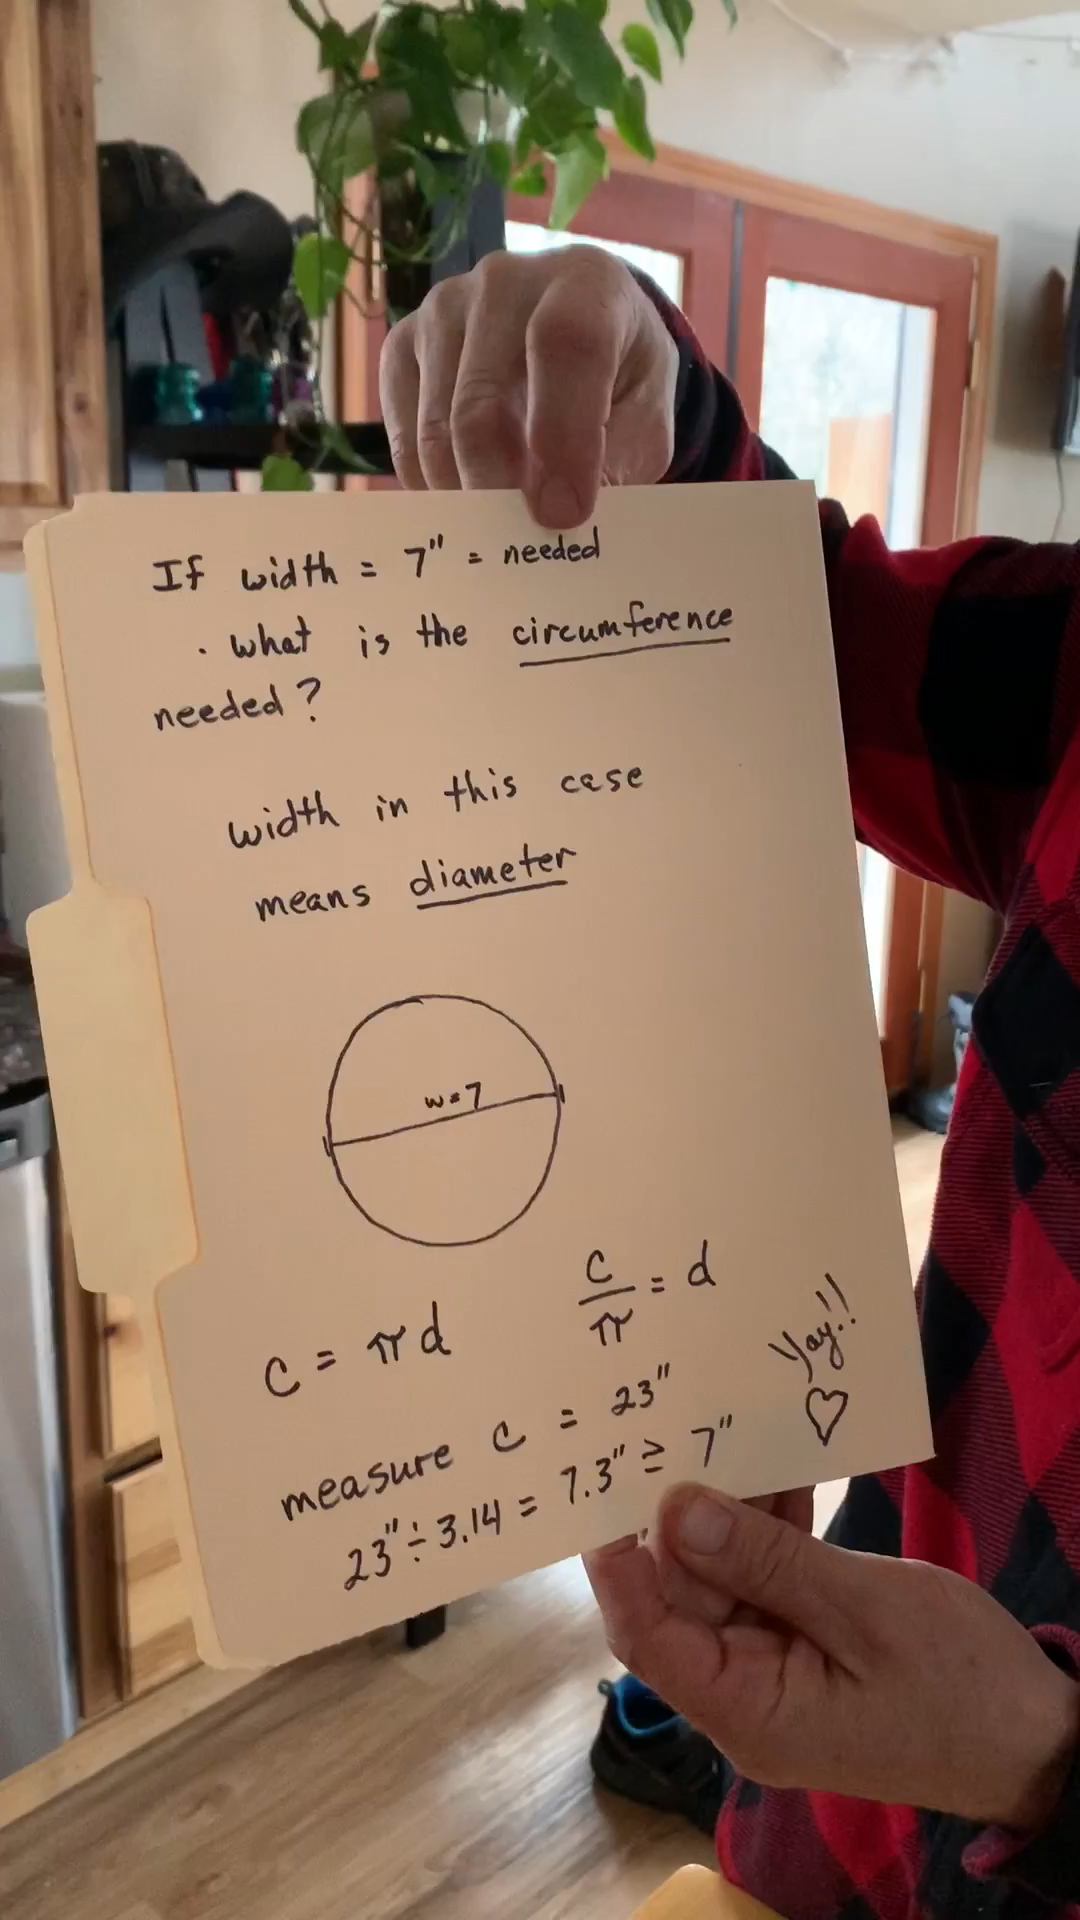 If width = 7" = needed
. what is the circumference
needed?
width in this case
means diameter
w=7
C = πd
C/π = d
Yay!!
measure C = 23"
23" ÷ 3.14 = 7.3" ≥ 7"